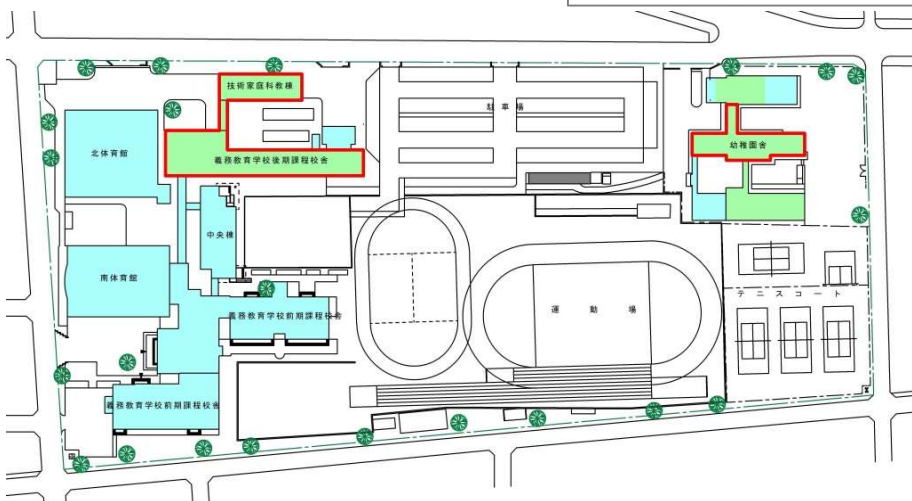 技術家庭科教棟
駐車場
北体育館
義務教育学校後期課程校舎
幼稚園舎
中央棟
南体育館
テニスコート
義務教育学校前期課程校舎
運動場
義務教育学校前期課程校舎